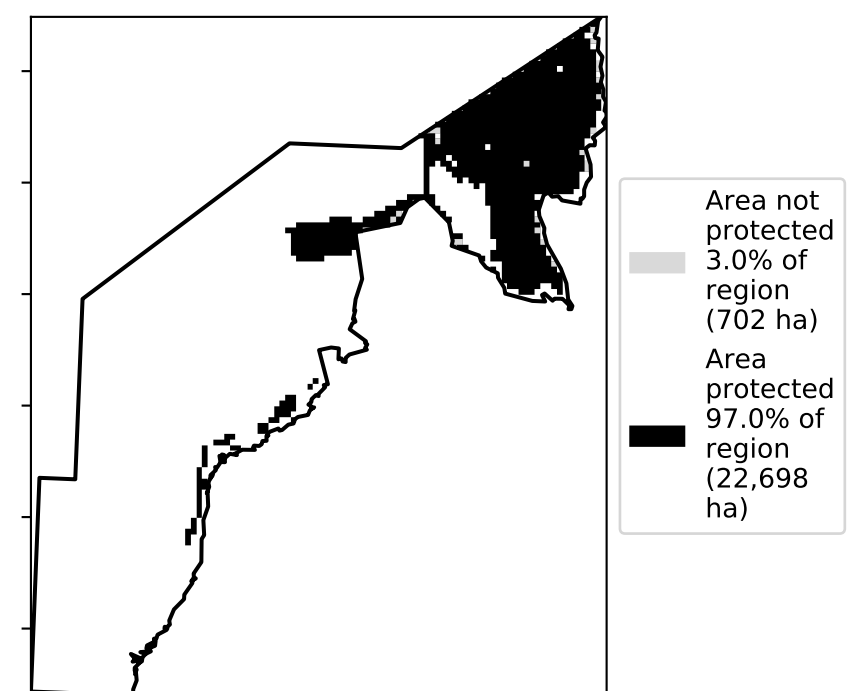 Area not
protected
3.0% of
region
(702 ha)
Area
protected
97.0% of
region
(22,698
ha)